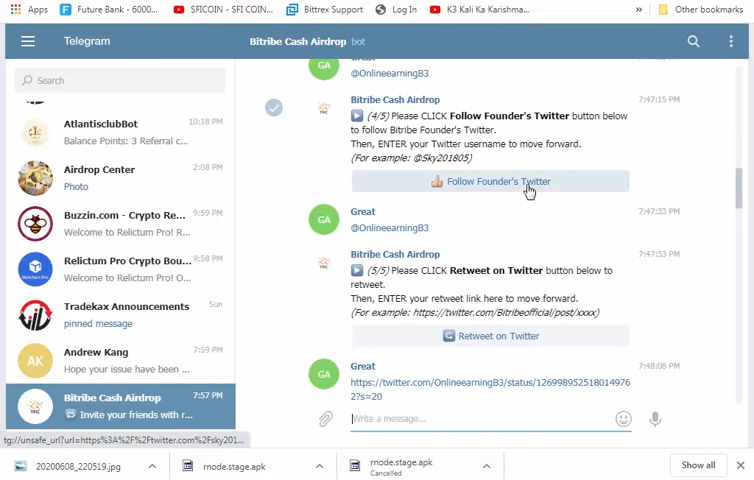 Apps Future Bank - 6000... SFICOIN - SFI COIN... Bittrex Support Log In K3 Kali Ka Karishma... » Other bookmarks
Telegram Bitribe Cash Airdrop bot
Search
AtlantisclubBot 10:18 PM
Balance Points: 3 Referral c...
Airdrop Center 2:08 PM
Photo
Buzzin.com - Crypto Re... 9:59 PM
Welcome to Relictum Pro! R...
Relictum Pro Crypto Bou... 9:58 PM
Welcome to Relictum Pro! O...
Tradekax Announcements Sun
pinned message
AK
Andrew Kang 7:59 PM
Hope your issue have been ...
TFC
Bitribe Cash Airdrop 7:57 PM
Invite your friends with r...
tg://unsafe_url?url=https%3A%2F%2Ftwitter.com%2Fsky201...
GA
@OnlineearningB3
TFC
Bitribe Cash Airdrop 7:47:15 PM
(4/5) Please CLICK Follow Founder's Twitter button below
to follow Bitribe Founder's Twitter.
Then, ENTER your Twitter username to move forward.
(For example: @Sky201805)
Follow Founder's Twitter
GA
Great 7:47:33 PM
@OnlineearningB3
TFC
Bitribe Cash Airdrop 7:47:33 PM
(5/5) Please CLICK Retweet on Twitter button below to
retweet.
Then, ENTER your retweet link here to move forward.
(For example: https://twitter.com/Bitribeofficial/post/xxxx)
Retweet on Twitter
GA
Great 7:48:08 PM
https://twitter.com/OnlineearningB3/status/126998952518014976
2?s=20
Write a message...
20200608_220519.jpg
rnode.stage.apk
rnode.stage.apk
Cancelled
Show all